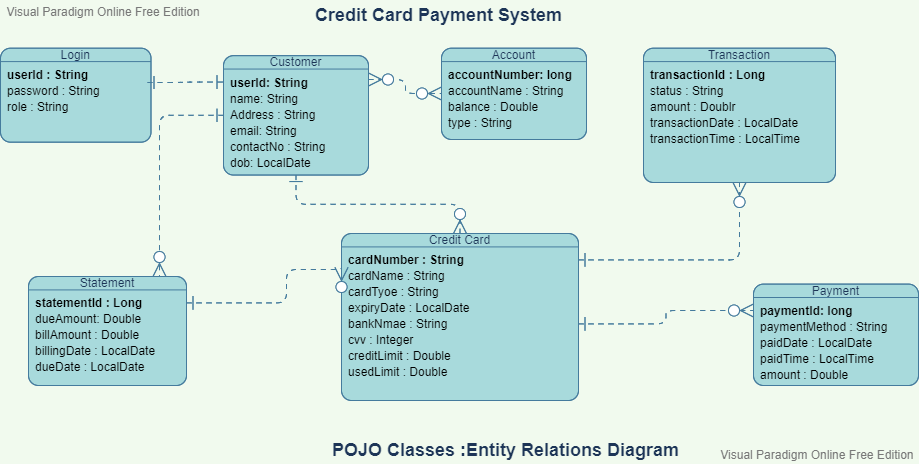 Visual Paradigm Online Free Edition
Credit Card Payment System
Login
userId : String
password : String
role : String
Customer
userId: String
name: String
Address : String
email: String
contactNo : String
dob: LocalDate
Account
accountNumber: long
accountName : String
balance : Double
type : String
Transaction
transactionId : Long
status : String
amount : Doublr
transactionDate : LocalDate
transactionTime : LocalTime
Statement
statementId : Long
dueAmount: Double
billAmount : Double
billingDate : LocalDate
dueDate : LocalDate
Credit Card
cardNumber : String
cardName : String
cardTyoe : String
expiryDate : LocalDate
bankNmae : String
cvv : Integer
creditLimit : Double
usedLimit : Double
Payment
paymentId: long
paymentMethod : String
paidDate : LocalDate
paidTime : LocalTime
amount : Double
POJO Classes :Entity Relations Diagram
Visual Paradigm Online Free Edition